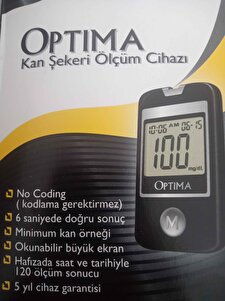 OPTIMA
Kan Şekeri Ölçüm Cihazı
10:06 AM 06-15
100
mg/dL
OPTIMA
M
No Coding
( kodlama gerektirmez)
6 saniyede doğru sonuç
Minimum kan örneği
Okunabilir büyük ekran
Hafızada saat ve tarihiyle
120 ölçüm sonucu
5 yıl cihaz garantisi